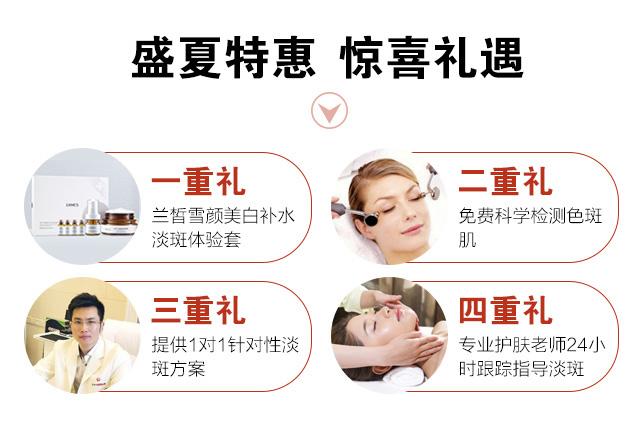 盛夏特惠 惊喜礼遇
一重礼
兰皙雪颜美白补水
淡斑体验套
二重礼
免费科学检测色斑
肌
三重礼
提供1对1针对性淡
斑方案
四重礼
专业护肤老师24小
时跟踪指导淡斑